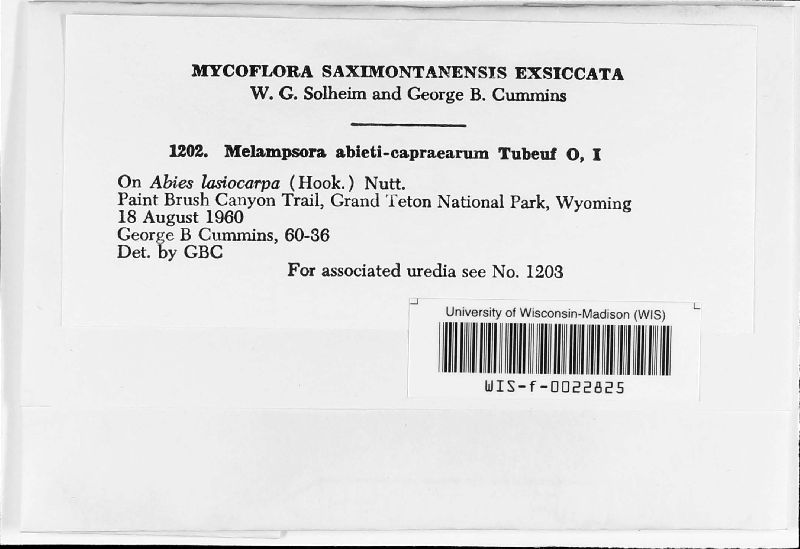 MYCOFLORA SAXIMONTANENSIS EXSICCATA
W. G. Solheim and George B. Cummins
1202. Melampsora abieti-capraearum Tubeuf O, I
On Abies lasiocarpa (Hook.) Nutt.
Paint Brush Canyon Trail, Grand Teton National Park, Wyoming
18 August 1960
George B Cummins, 60-36
Det. by GBC
For associated uredia see No. 1203
University of Wisconsin-Madison (WIS)
WIS-f-0022825